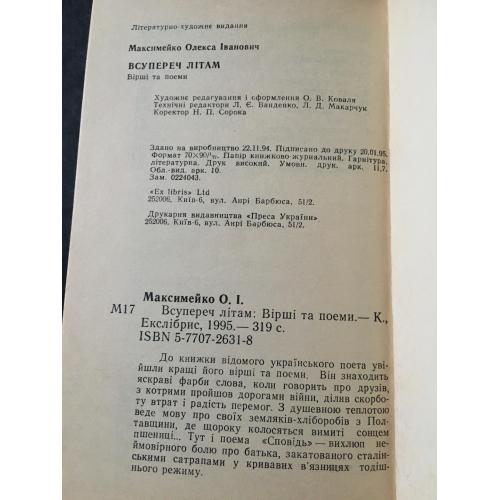 Літературно-художнє видання
Максимейко Олекса Іванович
ВСУПЕРЕЧ ЛІТАМ
Вірші та поеми
Художнє редагування і оформлення О. В. Коваля
Технічні редактори Л. Є. Ванденко, Л. Д. Макарчук
Коректор Н. П. Сорока
Здано на виробництво 22.11.94. Підписано до друку 20.01.95.
Формат 70×90/32. Папір книжково-журнальний. Гарнітура
літературна. Друк високий. Умовн. друк. арк. 11,7.
Обл.-вид. арк. 10.
Зам. 0224043.
«Ex libris» Ltd
252006, Київ-6, вул. Анрі Барбюса, 51/2.
Друкарня видавництва «Преса України»
252006, Київ-6, вул. Анрі Барбюса, 51/2.
Максимейко О. І.
М17 Всупереч літам: Вірші та поеми.— К.,
Екслібрис, 1995.— 319 с.
ISBN 5-7707-2631-8
До книжки відомого українського поета уві-
йшли кращі його вірші та поеми. Він знаходить
яскраві фарби слова, коли говорить про друзів,
з котрими пройшов дорогами війни, ділив скорбо-
ту втрат і радість перемог. З душевною теплотою
веде мову про своїх земляків-хліборобів з Пол-
тавщини, де щороку колосяться вимиті сонцем
пшениці... Тут і поема «Сповідь» — вихлюп не-
ймовірного болю про батька, закатованого сталін-
ськими сатрапами у кривавих в'язницях тодіш-
нього режиму.